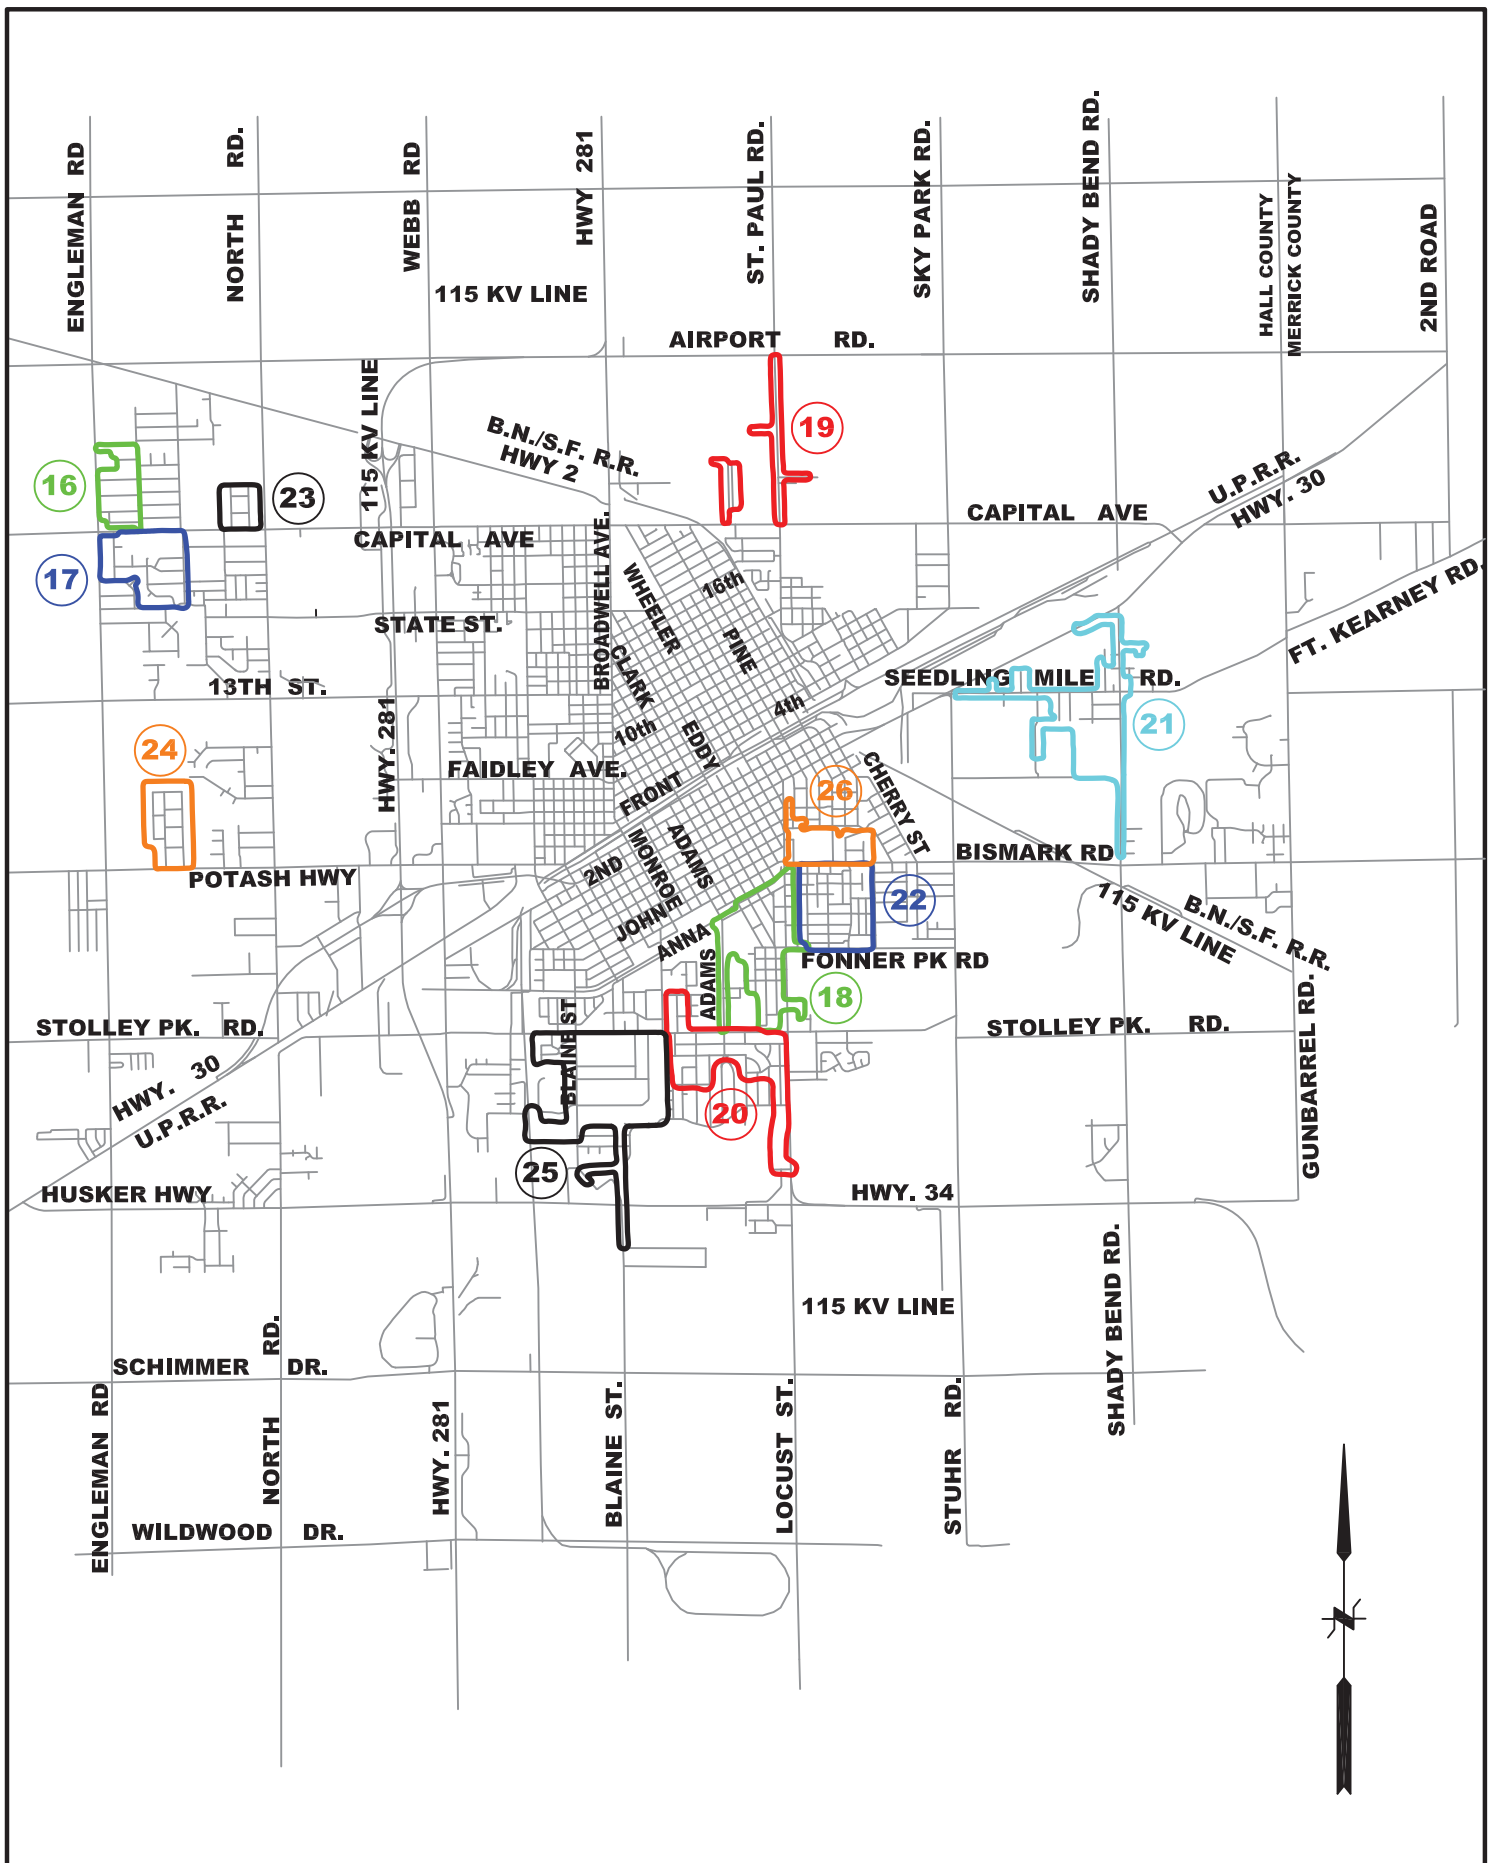 ENGLEMAN RD
NORTH RD.
WEBB RD
HWY 281
ST. PAUL RD.
SKY PARK RD.
SHADY BEND RD.
HALL COUNTY
MERRICK COUNTY
2ND ROAD
115 KV LINE
AIRPORT RD.
115 KV LINE
B.N./S.F. R.R.
HWY 2
19
16
23
U.P.R.R.
HWY. 30
CAPITAL AVE
CAPITAL AVE
17
BROADWELL AVE.
WHEELER
16th
PINE
FT. KEARNEY RD.
STATE ST.
CLARK
SEEDLING MILE RD.
13TH ST.
4th
10th
EDDY
21
HWY. 281
24
FAIDLEY AVE.
FRONT
26
CHERRY ST
ADAMS
MONROE
2ND
BISMARK RD
POTASH HWY
22
115 KV LINE
B.N./S.F. R.R.
JOHN
ANNA
FONNER PK RD
ADAMS
18
STOLLEY PK. RD.
STOLLEY PK. RD.
BLAINE ST
GUNBARREL RD.
HWY. 30
U.P.R.R.
20
25
HUSKER HWY
HWY. 34
SHADY BEND RD.
115 KV LINE
SCHIMMER DR.
ENGLEMAN RD
NORTH RD.
HWY. 281
BLAINE ST.
LOCUST ST.
STUHR RD.
WILDWOOD DR.
N